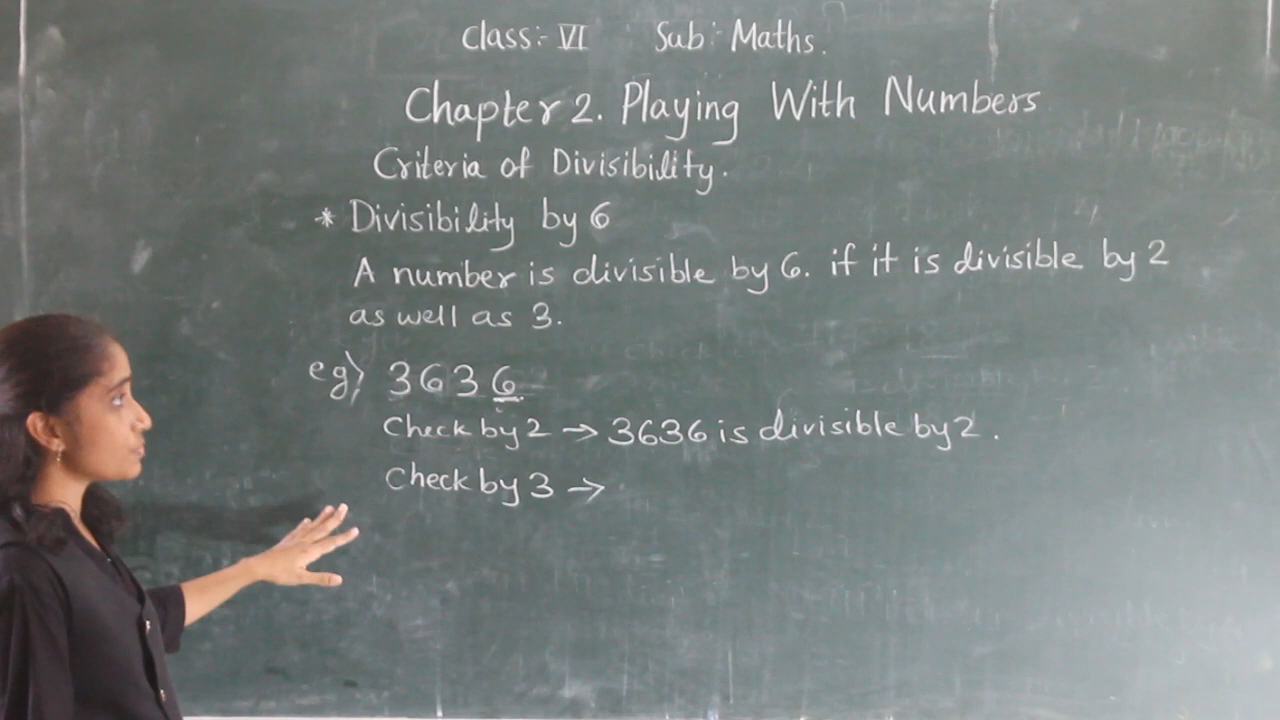 Class:- VI Sub:- Maths.
Chapter 2. Playing With Numbers
Criteria of Divisibility.
* Divisibility by 6
A number is divisible by 6. if it is divisible by 2
as well as 3.
eg) 3636
Check by 2 → 3636 is divisible by 2.
Check by 3 →